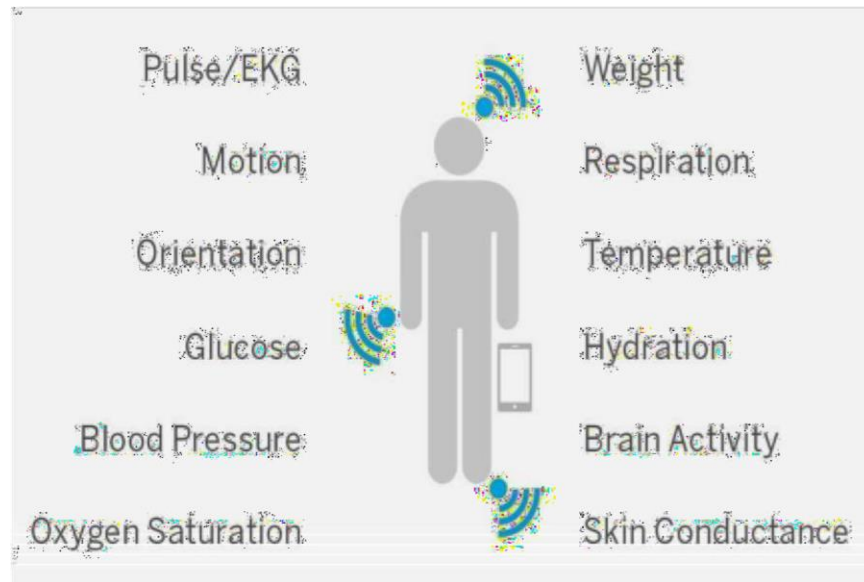 Pulse/EKG
Weight
Motion
Respiration
Orientation
Temperature
Glucose
Hydration
Blood Pressure
Brain Activity
Oxygen Saturation
Skin Conductance